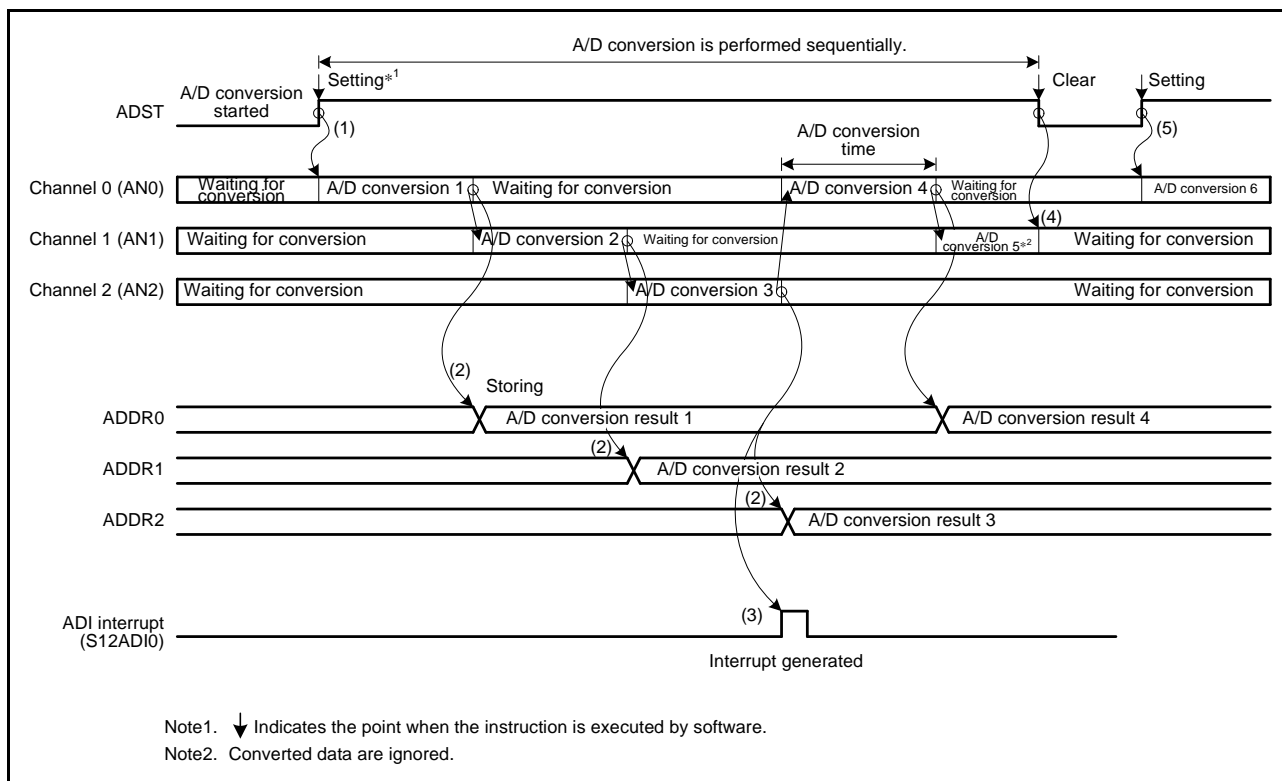 A/D conversion is performed sequentially.
Setting*1
Clear
Setting
A/D conversion
started
ADST
(1)
(5)
A/D conversion
time
Channel 0 (AN0)
Waiting for
conversion
A/D conversion 1
Waiting for conversion
A/D conversion 4
Waiting for
conversion
A/D conversion 6
(4)
Channel 1 (AN1)
Waiting for conversion
A/D conversion 2
Waiting for conversion
A/D
conversion 5*2
Waiting for conversion
Channel 2 (AN2)
Waiting for conversion
A/D conversion 3
Waiting for conversion
(2)
Storing
ADDR0
A/D conversion result 1
A/D conversion result 4
(2)
ADDR1
A/D conversion result 2
(2)
ADDR2
A/D conversion result 3
(3)
ADI interrupt
(S12ADI0)
Interrupt generated
Note1. ↓ Indicates the point when the instruction is executed by software.
Note2. Converted data are ignored.